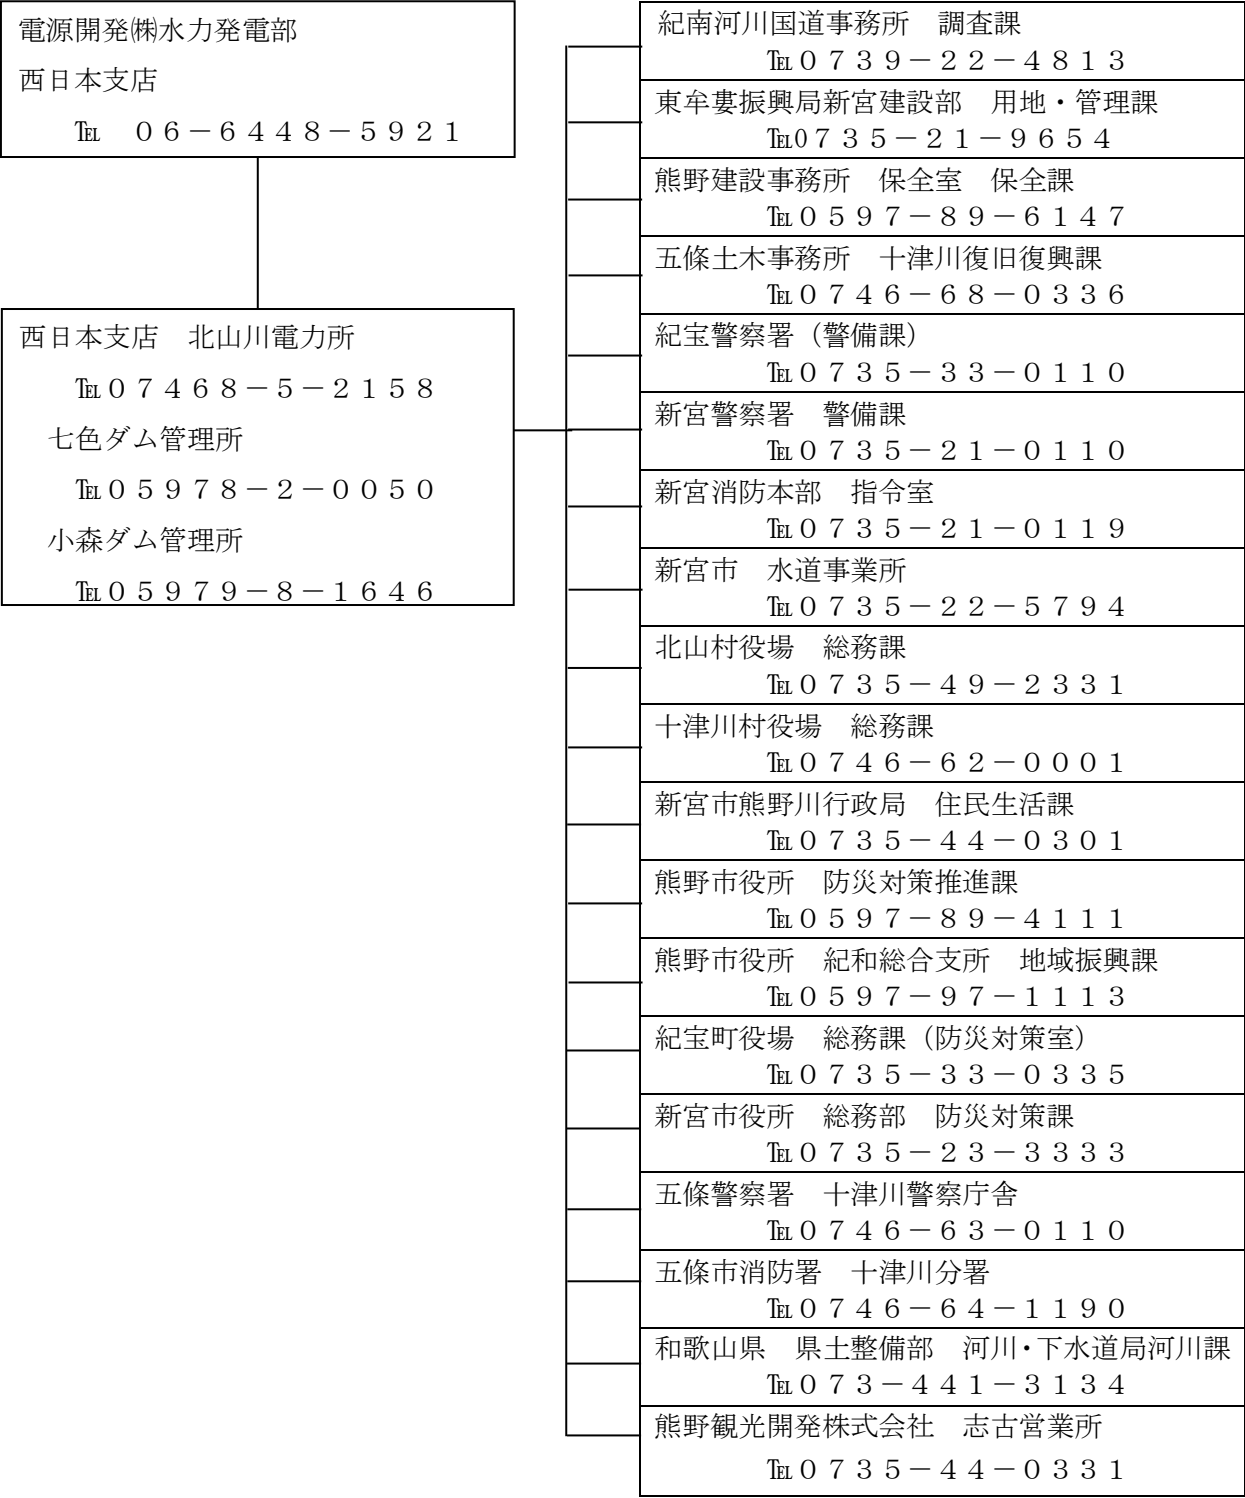 電源開発㈱水力発電部
西日本支店
℡　０６－６４４８－５９２１
西日本支店　北山川電力所
℡０７４６８－５－２１５８
七色ダム管理所
℡０５９７８－２－００５０
小森ダム管理所
℡０５９７９－８－１６４６
紀南河川国道事務所　調査課
℡０７３９－２２－４８１３
東牟婁振興局新宮建設部　用地・管理課
℡０７３５－２１－９６５４
熊野建設事務所　保全室　保全課
℡０５９７－８９－６１４７
五條土木事務所　十津川復旧復興課
℡０７４６－６８－０３３６
紀宝警察署（警備課）
℡０７３５－３３－０１１０
新宮警察署　警備課
℡０７３５－２１－０１１０
新宮消防本部　指令室
℡０７３５－２１－０１１９
新宮市　水道事業所
℡０７３５－２２－５７９４
北山村役場　総務課
℡０７３５－４９－２３３１
十津川村役場　総務課
℡０７４６－６２－０００１
新宮市熊野川行政局　住民生活課
℡０７３５－４４－０３０１
熊野市役所　防災対策推進課
℡０５９７－８９－４１１１
熊野市役所　紀和総合支所　地域振興課
℡０５９７－９７－１１１３
紀宝町役場　総務課（防災対策室）
℡０７３５－３３－０３３５
新宮市役所　総務部　防災対策課
℡０７３５－２３－３３３３
五條警察署　十津川警察庁舎
℡０７４６－６３－０１１０
五條市消防署　十津川分署
℡０７４６－６４－１１９０
和歌山県　県土整備部　河川・下水道局河川課
℡０７３－４４１－３１３４
熊野観光開発株式会社　志古営業所
℡０７３５－４４－０３３１